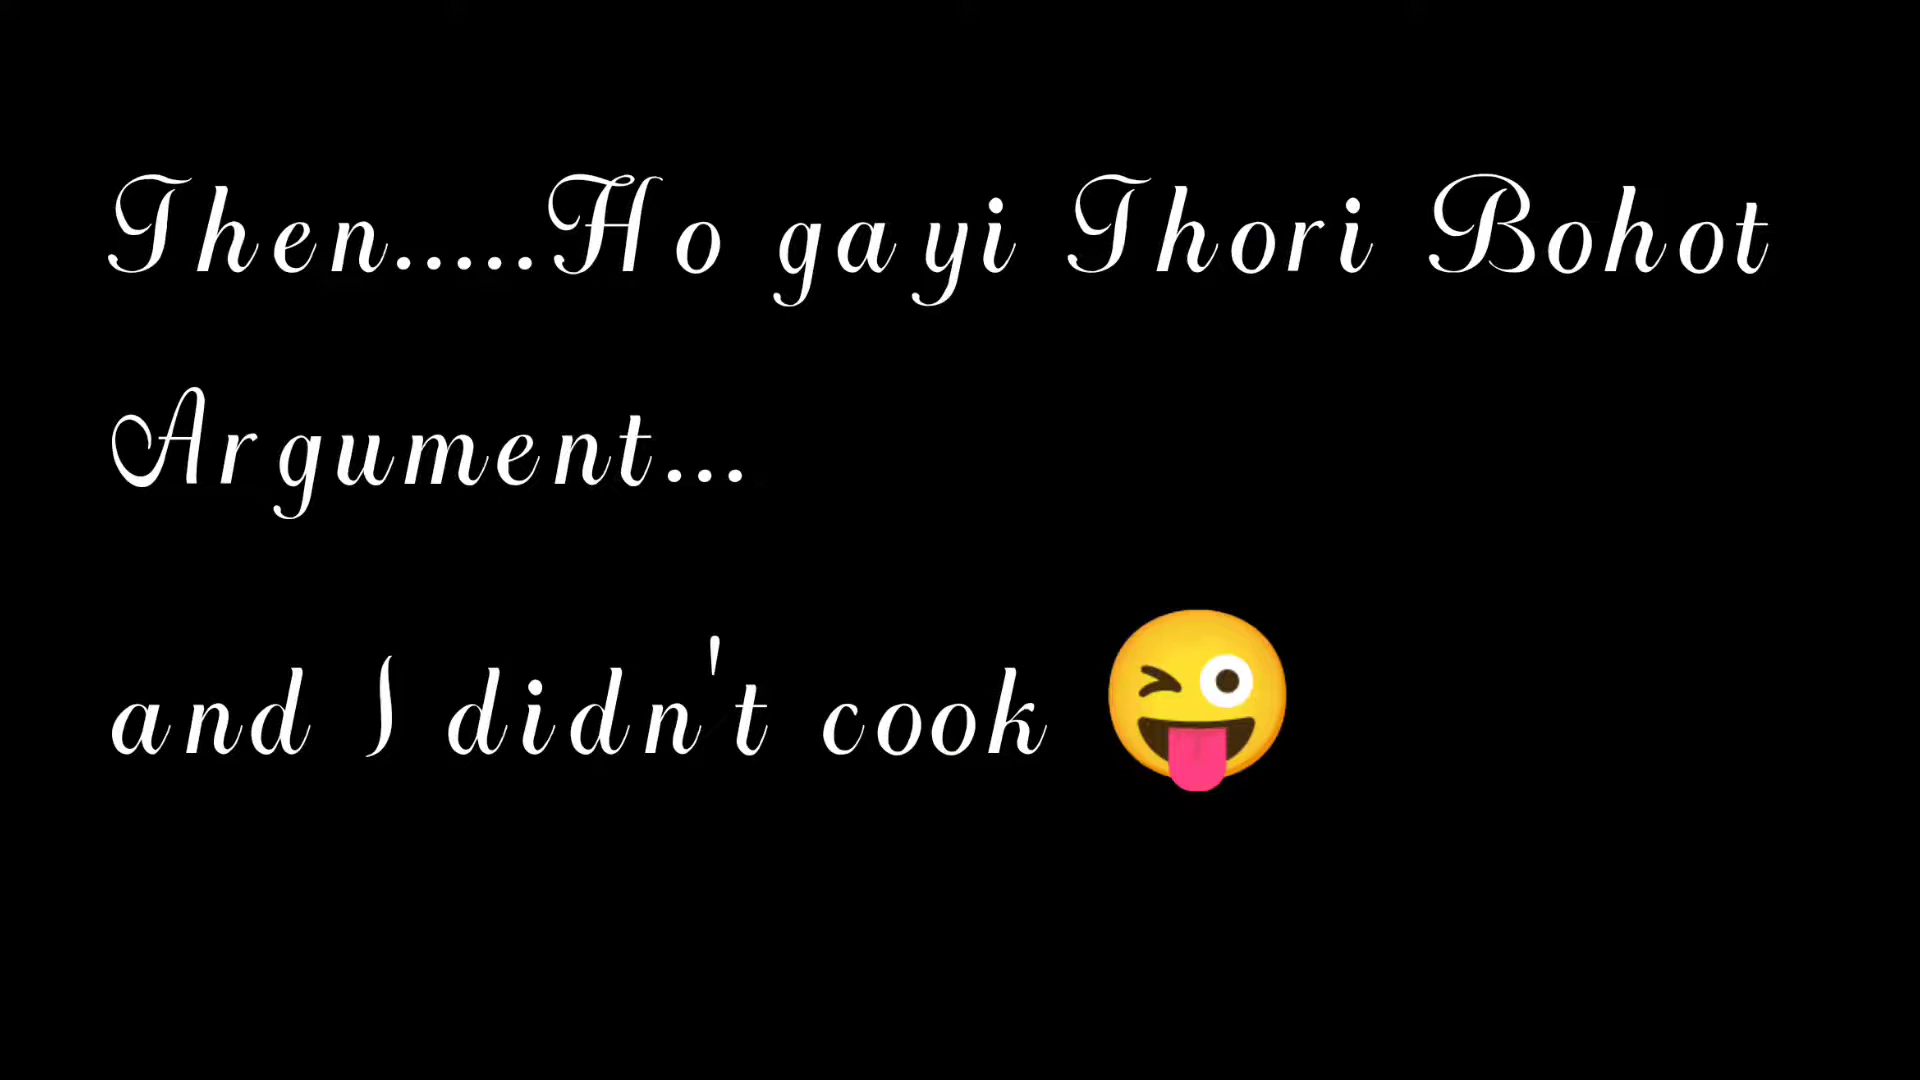 Then.....Ho gayi Thori Bohot
Argument...
and I didn't cook 😜